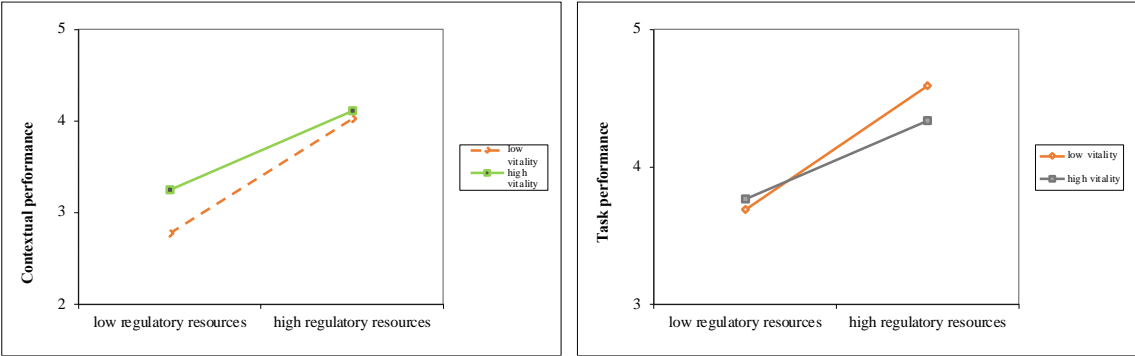 5
4
3
2
Contextual performance
low regulatory resources
high regulatory resources
low
vitality
high
vitality
5
4
3
Task performance
low regulatory resources
high regulatory resources
low vitality
high vitality